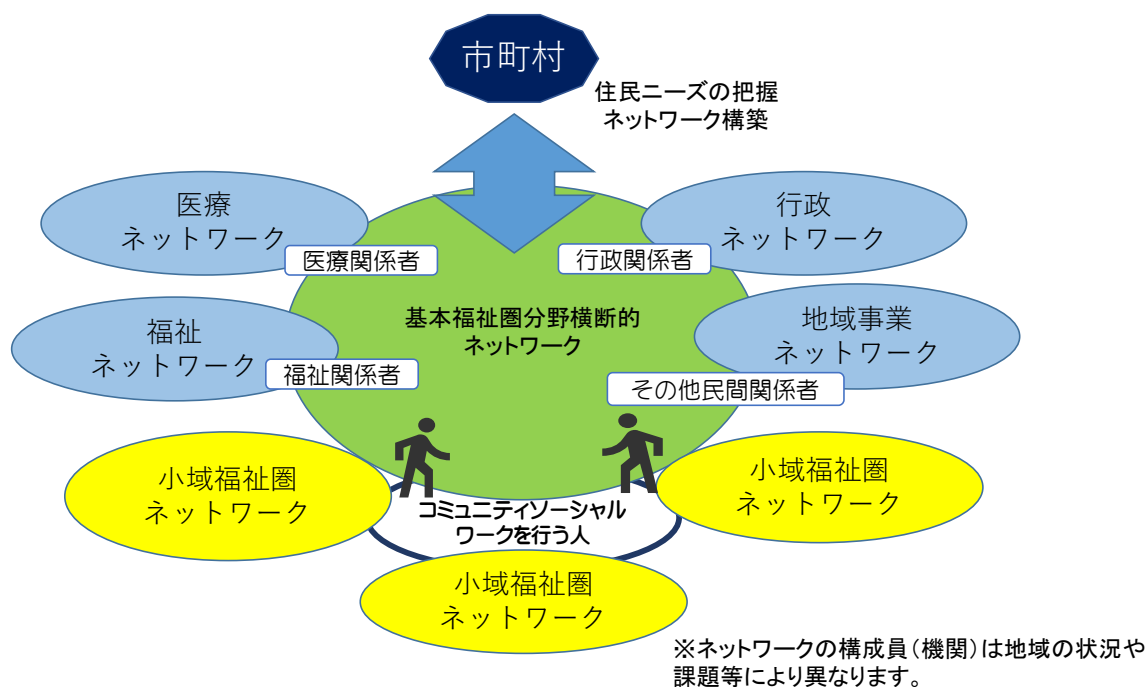 市町村
住民ニーズの把握
ネットワーク構築
医療
ネットワーク
行政
ネットワーク
医療関係者
行政関係者
基本福祉圏分野横断的
ネットワーク
福祉
ネットワーク
地域事業
ネットワーク
福祉関係者
その他民間関係者
小域福祉圏
ネットワーク
小域福祉圏
ネットワーク
コミュニティソーシャル
ワークを行う人
小域福祉圏
ネットワーク
※ネットワークの構成員(機関)は地域の状況や
課題等により異なります。